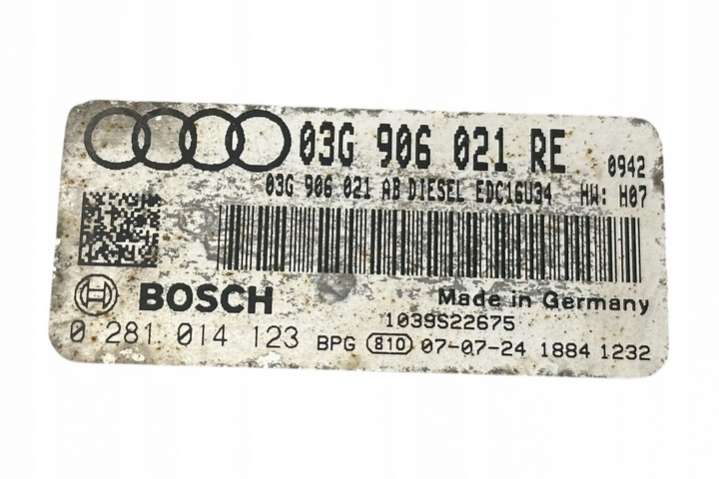 03G 906 021 RE 0942
03G 906 021 AB DIESEL EDC16U34 HW: H07
BOSCH Made in Germany
1039S22675
0 281 014 123 BPG 810 07-07-24 1884 1232